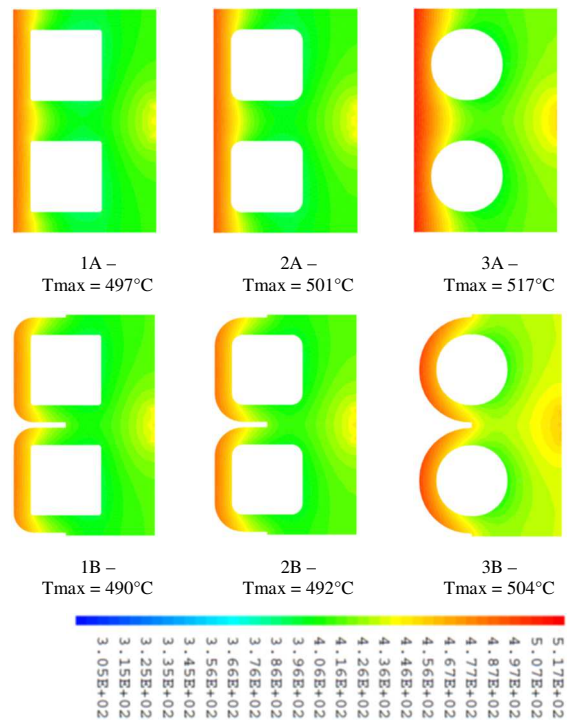 1A –
Tmax = 497°C
2A –
Tmax = 501°C
3A –
Tmax = 517°C
1B –
Tmax = 490°C
2B –
Tmax = 492°C
3B –
Tmax = 504°C
3.05E+02
3.15E+02
3.25E+02
3.35E+02
3.45E+02
3.56E+02
3.66E+02
3.76E+02
3.86E+02
3.96E+02
4.06E+02
4.16E+02
4.26E+02
4.36E+02
4.46E+02
4.56E+02
4.67E+02
4.77E+02
4.87E+02
4.97E+02
5.07E+02
5.17E+02